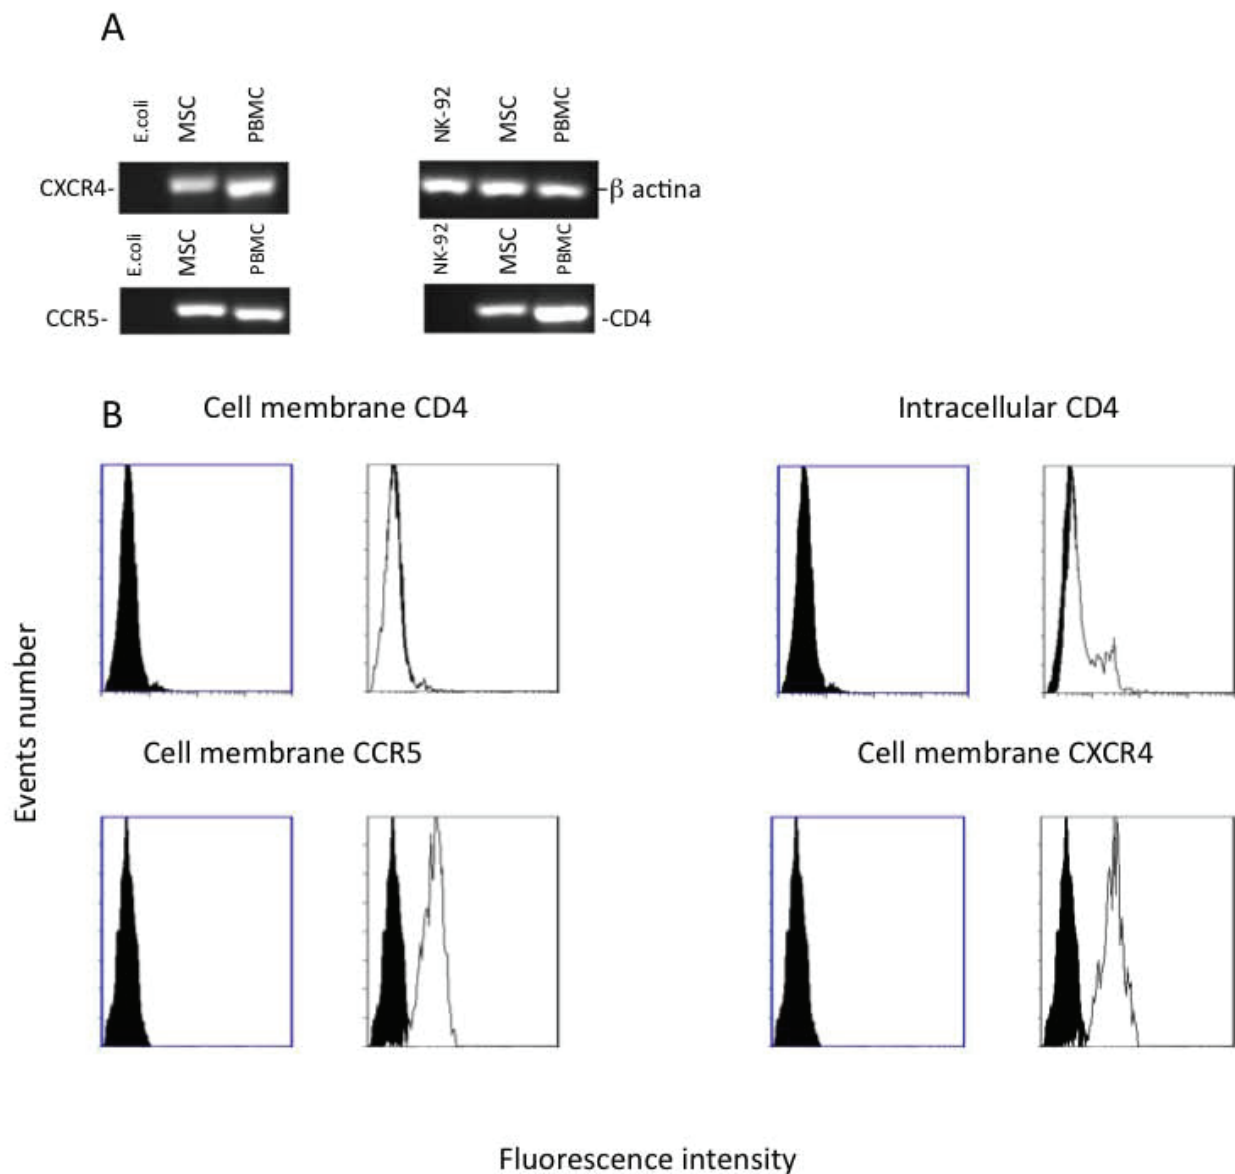 A
E.coli
MSC
PBMC
NK-92
MSC
PBMC
CXCR4-
-β actina
E.coli
MSC
PBMC
NK-92
MSC
PBMC
CCR5-
-CD4
B
Cell membrane CD4
Intracellular CD4
Events number
Cell membrane CCR5
Cell membrane CXCR4
Fluorescence intensity